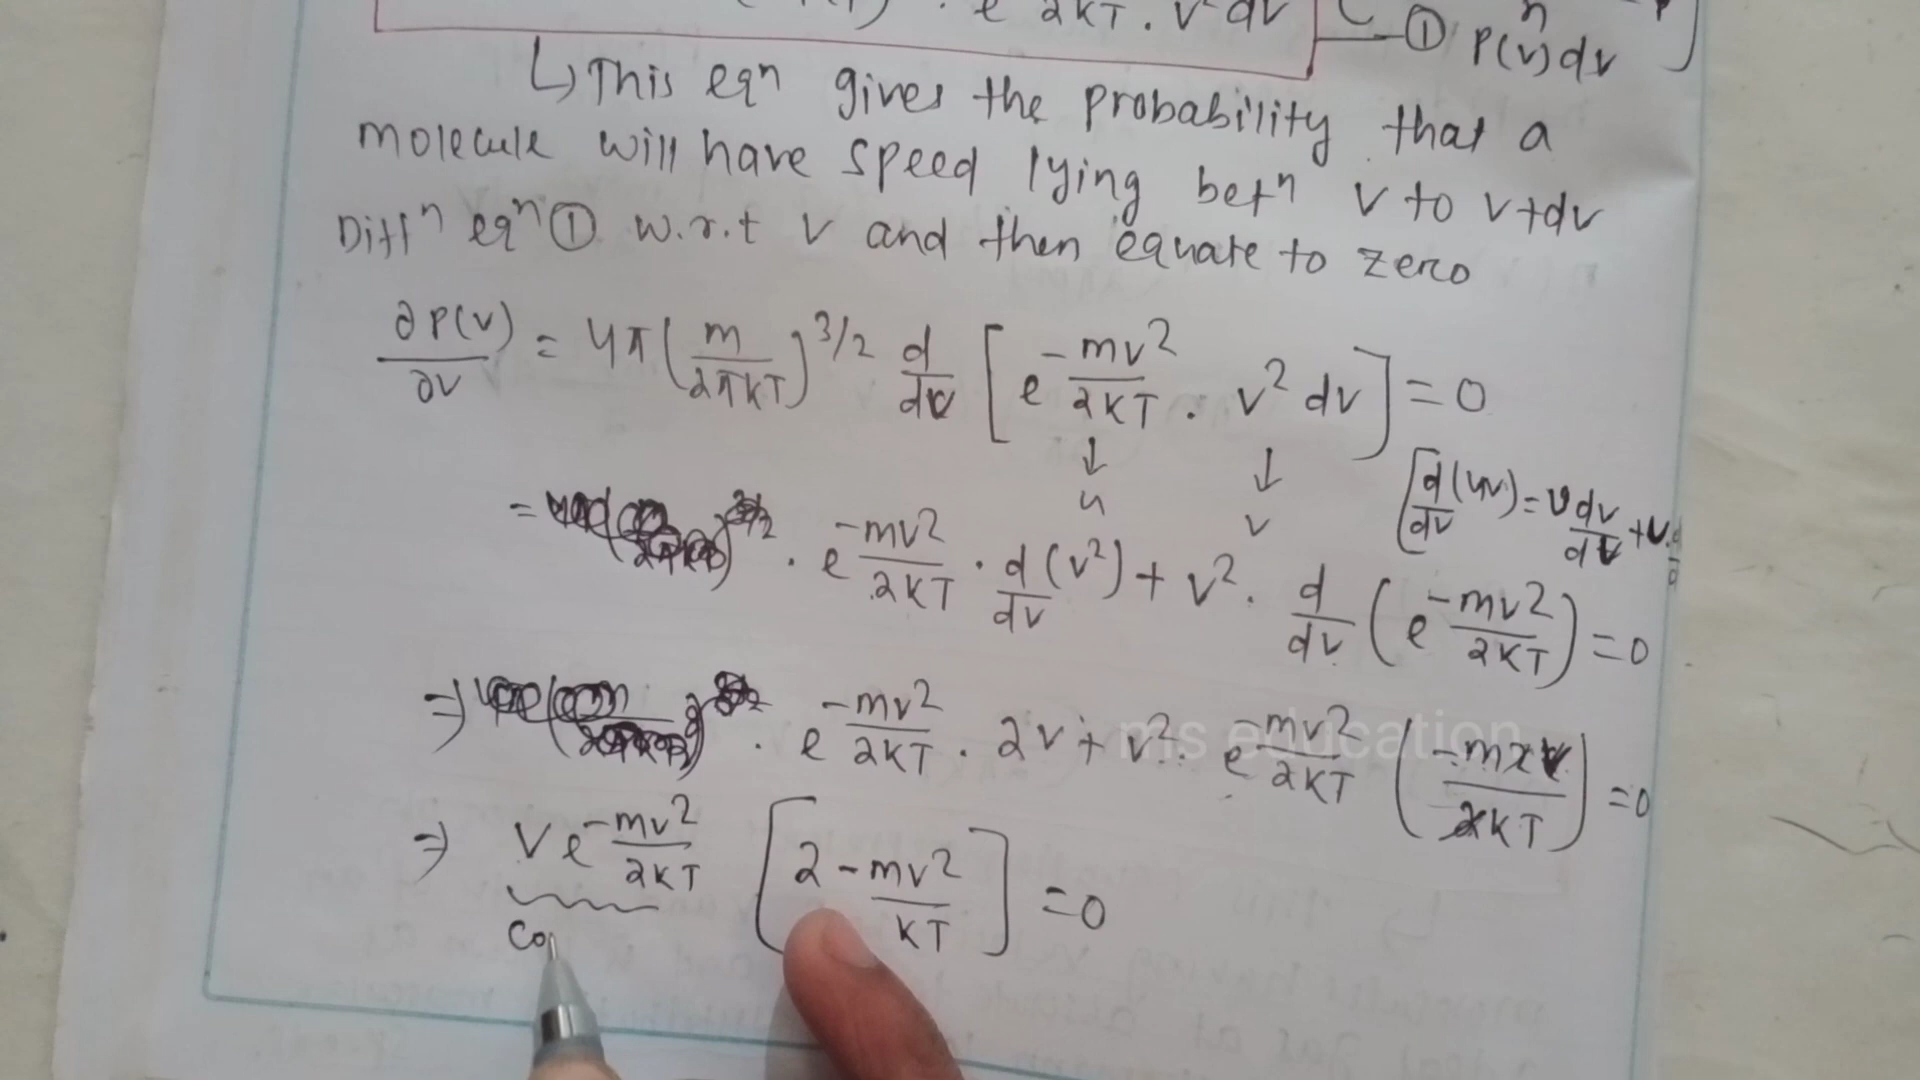 e 2KT . v² dv ① n
P(v)dv
↳ This eqⁿ gives the probability that a
molecule will have speed lying betⁿ v to v+dv
Diffⁿ eqⁿ ① w.r.t v and then equate to zero
∂P(v)/∂v = 4π(m/2πKT)^3/2 d/dv [e^-mv²/2KT . v² dv] = 0
↓ ↓
u v
[d/dv (uv) = u dv/dv + v.
= . e^-mv²/2KT . d/dv (v²) + v² . d/dv (e^-mv²/2KT) = 0
⇒ . e^-mv²/2KT . 2v + v² . e^-mv²/2KT (-m2v/2KT) = 0
ms education
⇒ v e^-mv²/2KT [2 - mv²/KT] = 0
Co